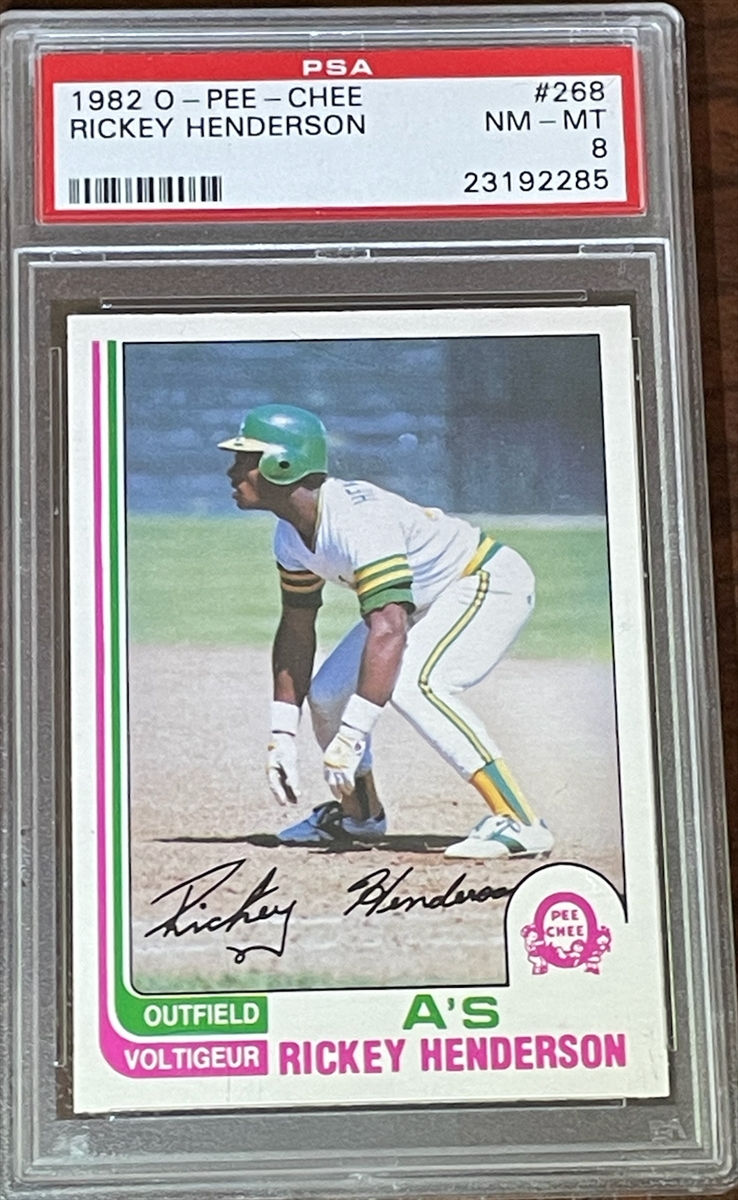 PSA
1982 O-PEE-CHEE #268
RICKEY HENDERSON NM-MT
8
23192285
Rickey Henderson
PEE
CHEE
OUTFIELD A'S
VOLTIGEUR RICKEY HENDERSON